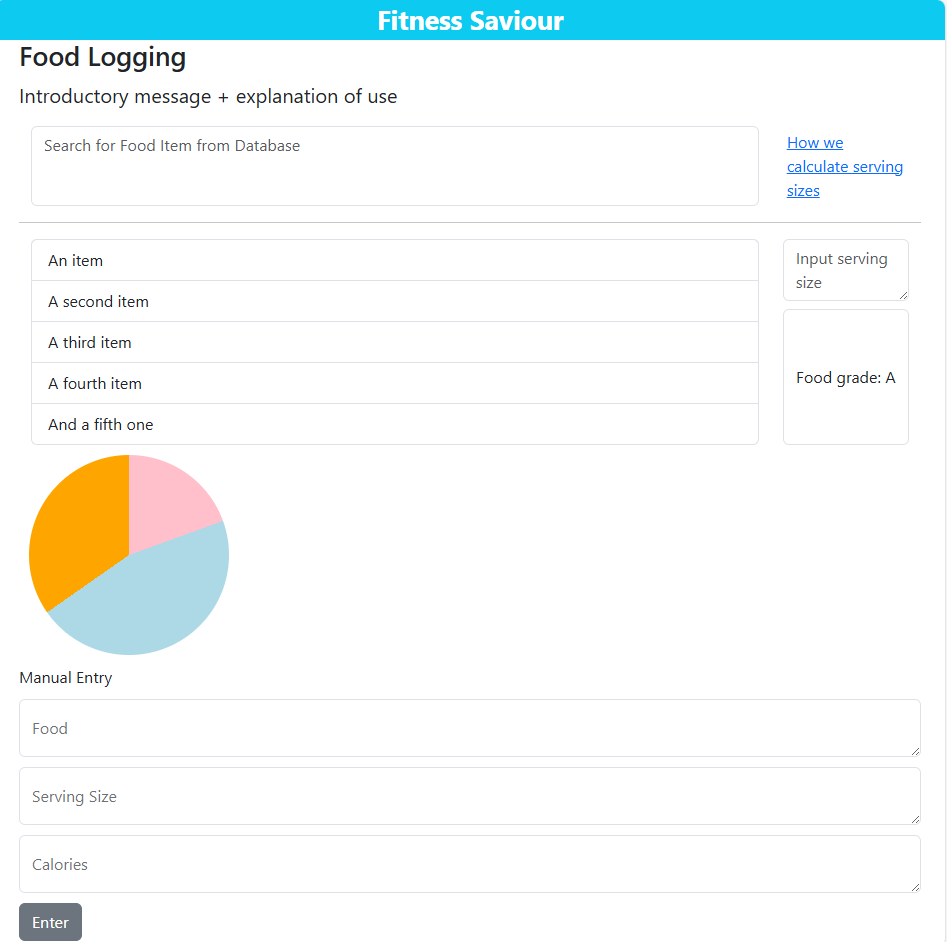 Fitness Saviour
Food Logging
Introductory message + explanation of use
Search for Food Item from Database
How we
calculate serving
sizes
An item
A second item
A third item
A fourth item
And a fifth one
Input serving
size
Food grade: A
Manual Entry
Food
Serving Size
Calories
Enter